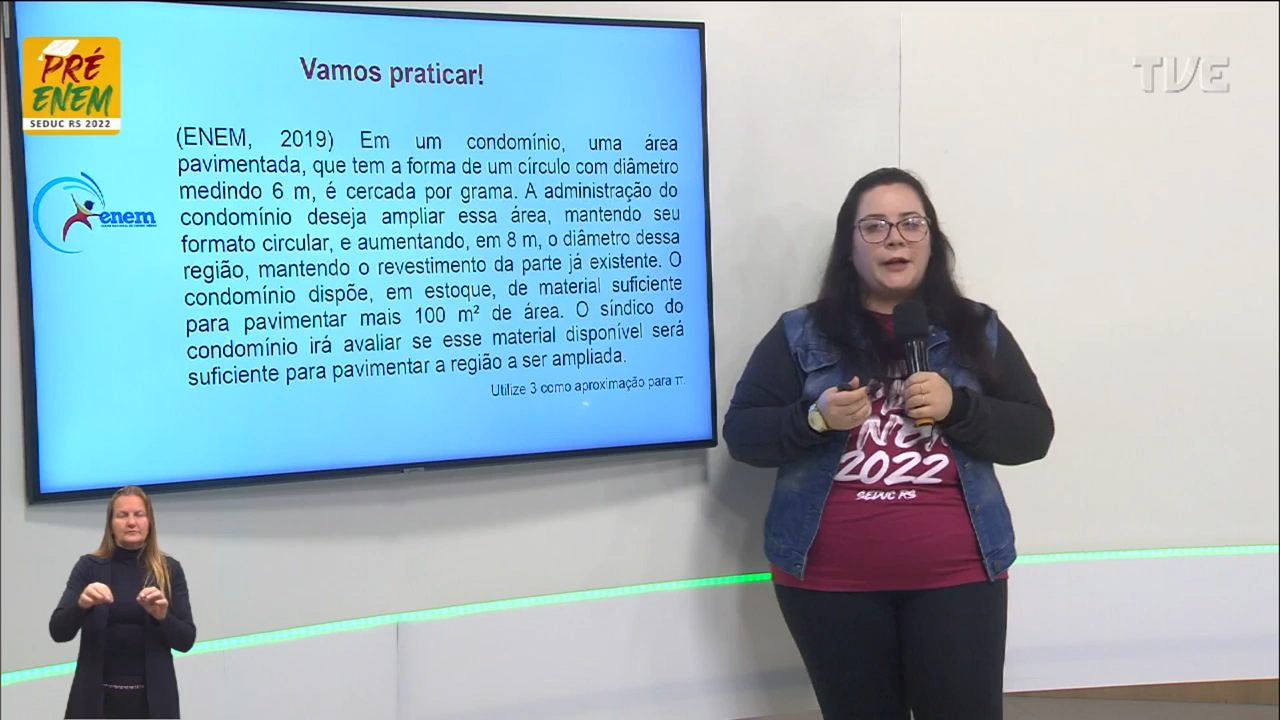 PRÉ
ENEM
SEDUC RS 2022
TVE
Vamos praticar!
enem
(ENEM, 2019) Em um condomínio, uma área
pavimentada, que tem a forma de um círculo com diâmetro
medindo 6 m, é cercada por grama. A administração do
condomínio deseja ampliar essa área, mantendo seu
formato circular, e aumentando, em 8 m, o diâmetro dessa
região, mantendo o revestimento da parte já existente. O
condomínio dispõe, em estoque, de material suficiente
para pavimentar mais 100 m² de área. O síndico do
condomínio irá avaliar se esse material disponível será
suficiente para pavimentar a região a ser ampliada.
Utilize 3 como aproximação para π.
2022
SEDUC RS